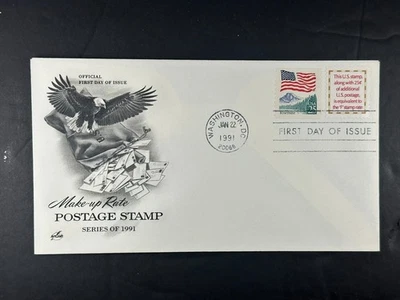 OFFICIAL
FIRST DAY OF ISSUE
Make-up Rate
POSTAGE STAMP
SERIES OF 1991
WASHINGTON, DC
JAN 22
1991
20066
This U.S. stamp,
along with 25¢
of additional
U.S. postage,
is equivalent to
the 'F' stamp rate
FIRST DAY OF ISSUE